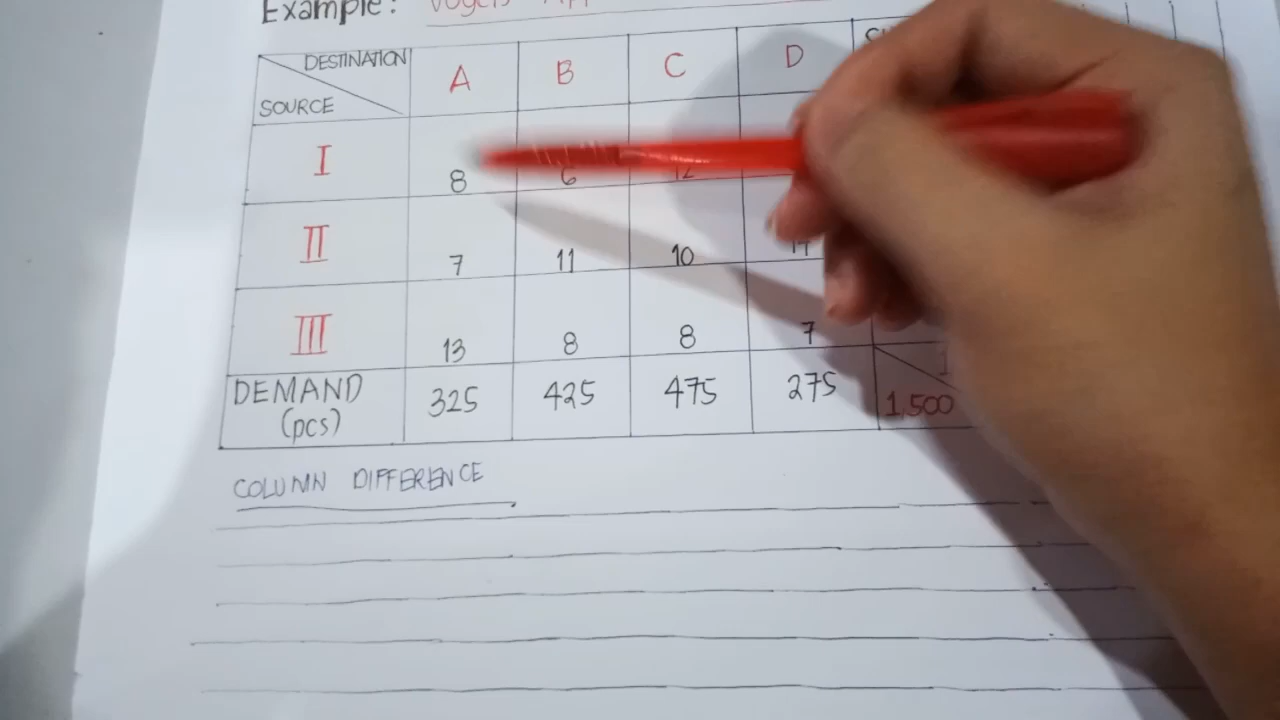 Example:
DESTINATION
SOURCE
A B C D
I 8 6 12
II 7 11 10
III 13 8 8 7
DEMAND 325 425 475 275
(pcs)
1,500
COLUMN DIFFERENCE